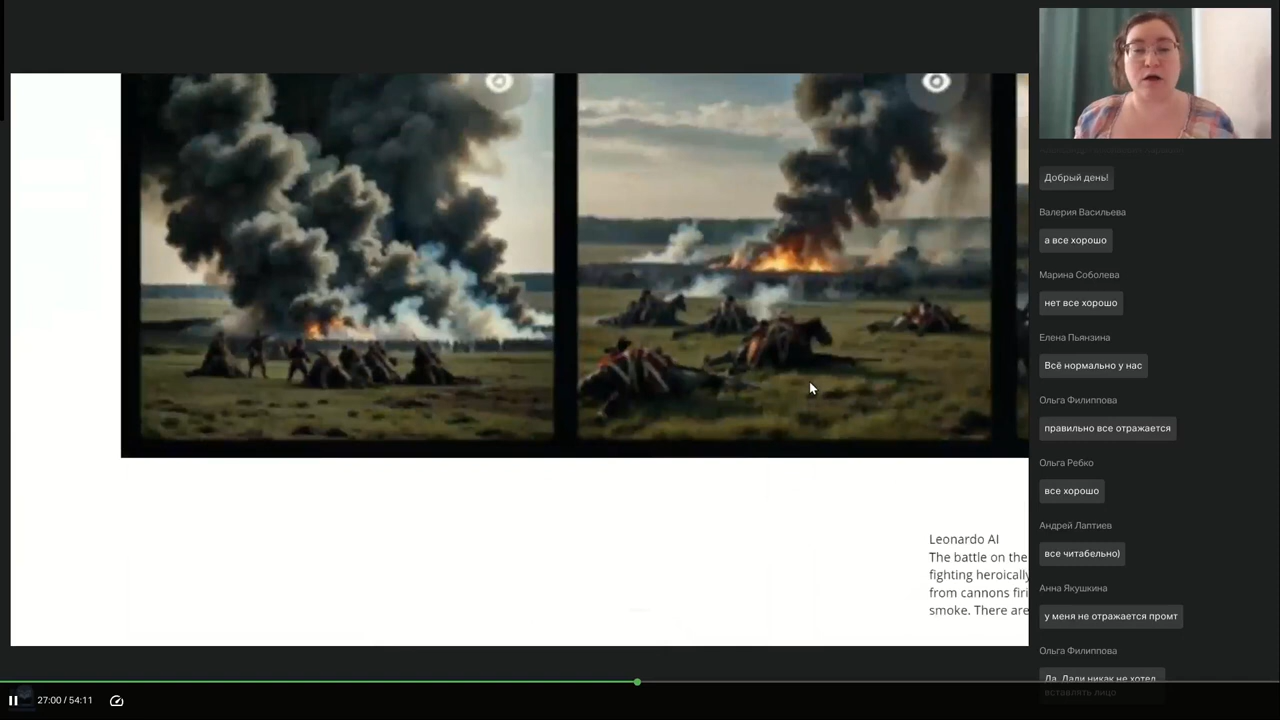 Добрый день!
Валерия Васильева
а все хорошо
Марина Соболева
нет все хорошо
Елена Пьянзина
Всё нормально у нас
Ольга Филиппова
правильно все отражается
Ольга Ребко
все хорошо
Андрей Лаптиев
все читабельно)
Анна Якушкина
у меня не отражается промт
Ольга Филиппова
Да, Дали никак не хотел
вставлять лицо
Leonardo AI
The battle on the
fighting heroically
from cannons firi
smoke. There are
27:00 / 54:11